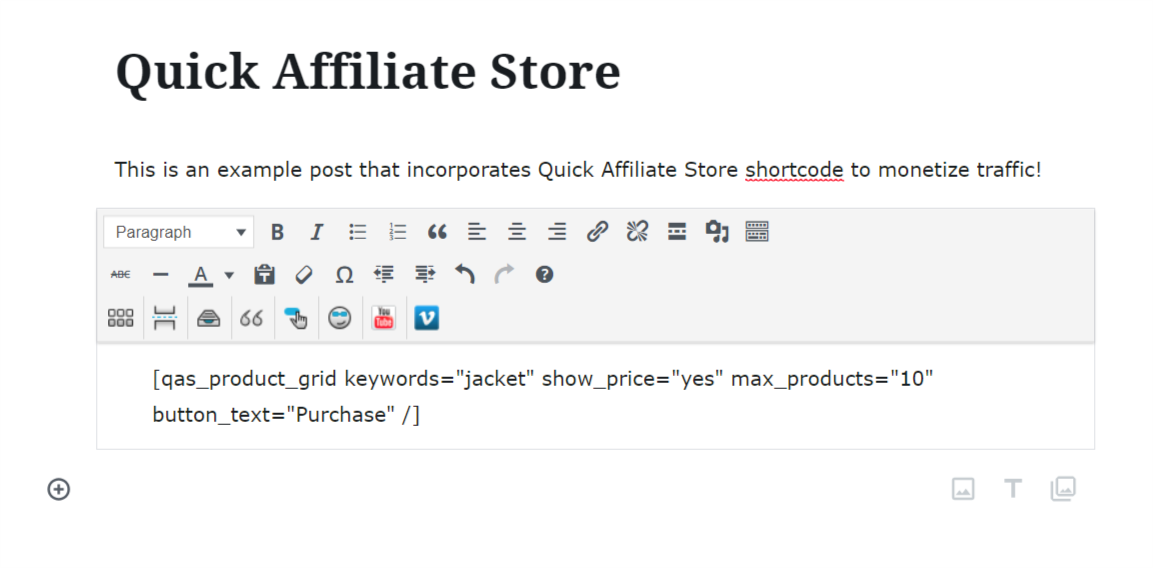 Quick Affiliate Store
This is an example post that incorporates Quick Affiliate Store shortcode to monetize traffic!
Paragraph
ABC
You
Tube
[qas_product_grid keywords="jacket" show_price="yes" max_products="10"
button_text="Purchase" /]